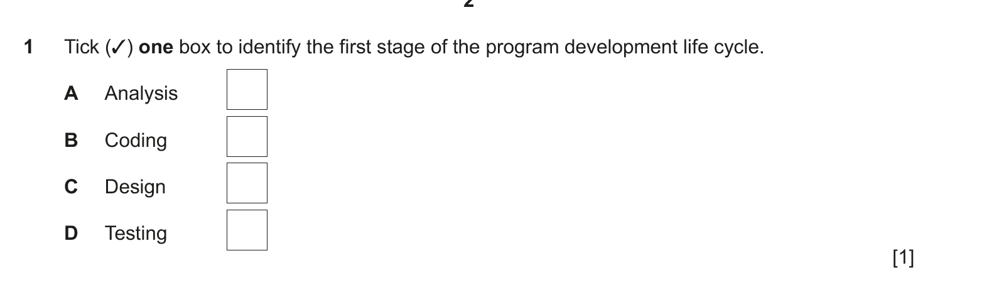 2
1 Tick (✓) one box to identify the first stage of the program development life cycle.
A Analysis
B Coding
C Design
D Testing
[1]